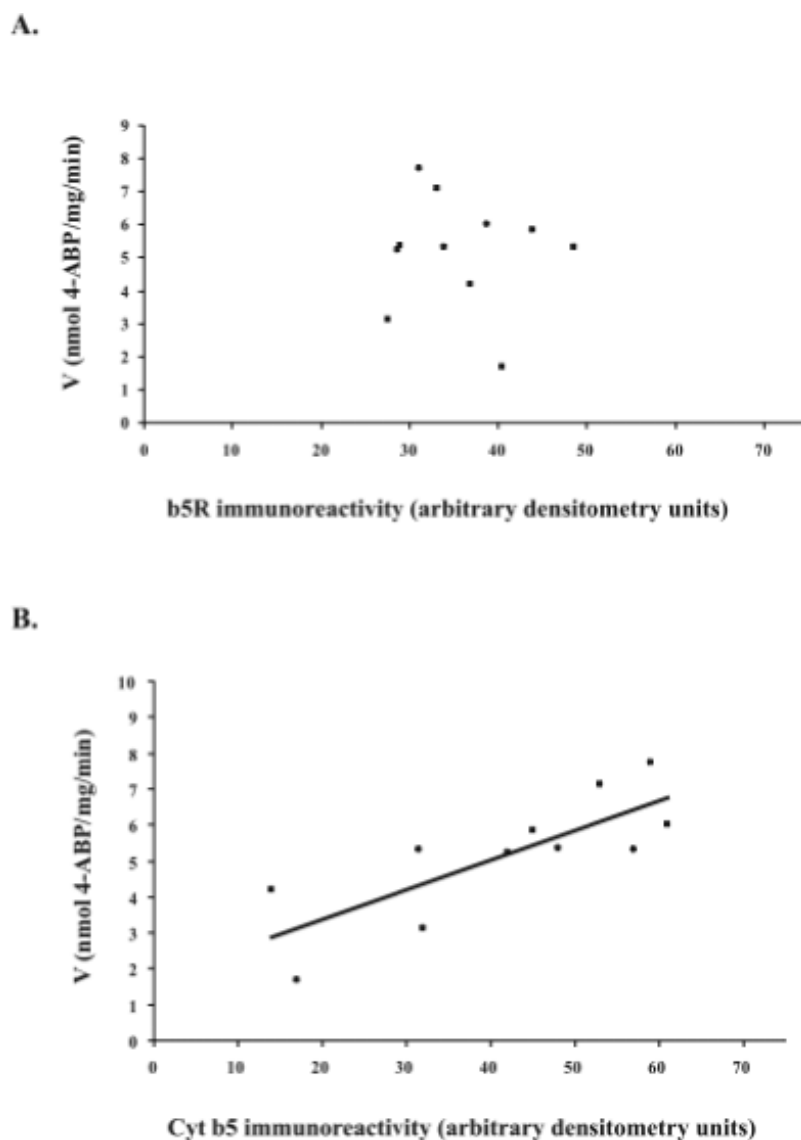 A.
9
8
7
6
5
4
3
2
1
0
V (nmol 4-ABP/mg/min)
0 10 20 30 40 50 60 70
b5R immunoreactivity (arbitrary densitometry units)
B.
10
9
8
7
6
5
4
3
2
1
0
V (nmol 4-ABP/mg/min)
0 10 20 30 40 50 60 70
Cyt b5 immunoreactivity (arbitrary densitometry units)